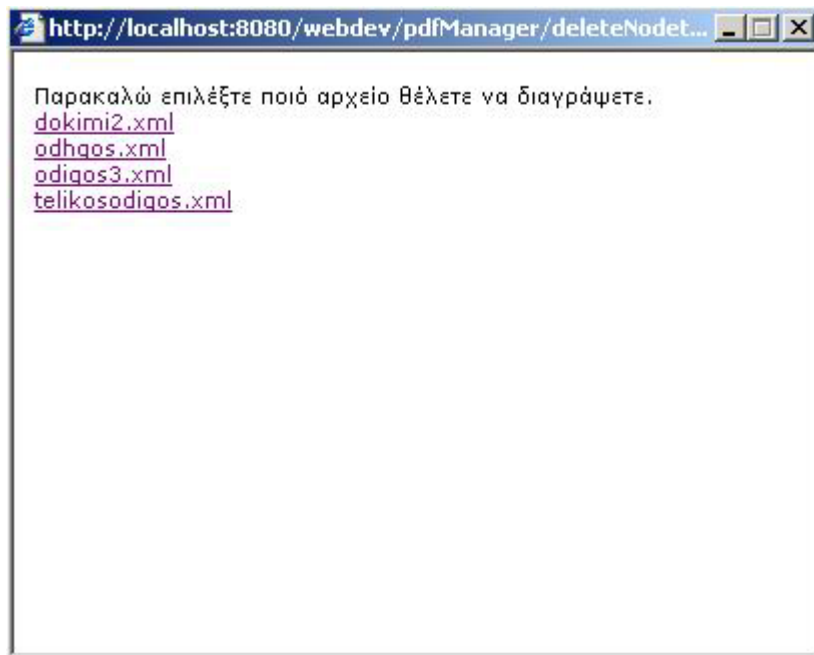 http://localhost:8080/webdev/pdfManager/deleteNodet...
Παρακαλώ επιλέξτε ποιό αρχείο θέλετε να διαγράψετε.
dokimi2.xml
odhgos.xml
odigos3.xml
telikosodigos.xml